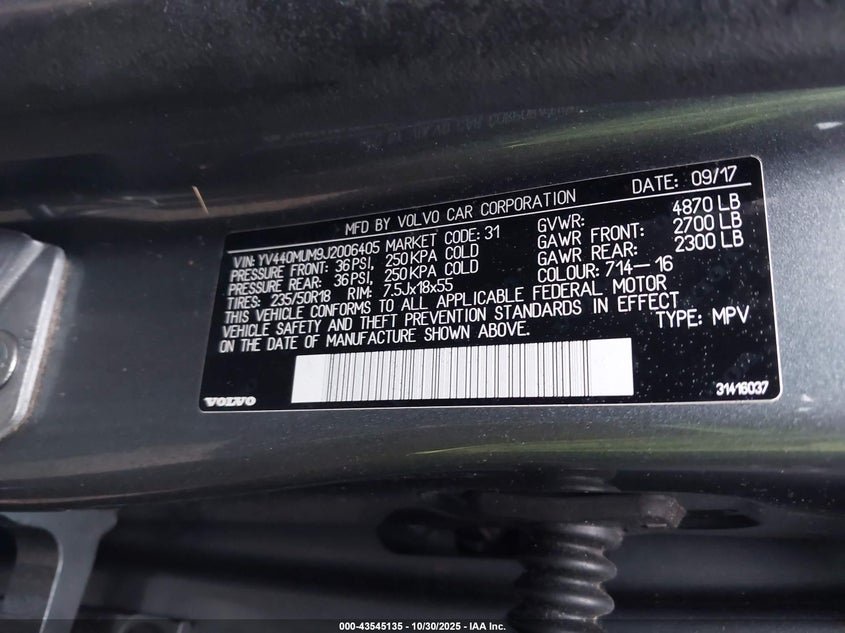 MFD BY VOLVO CAR CORPORATION DATE: 09/17
VIN: YV440MUM9J2006405 MARKET CODE: 31 GVWR: 4870 LB
PRESSURE FRONT: 36PSI, 250KPA COLD GAWR FRONT: 2700 LB
PRESSURE REAR: 36PSI, 250KPA COLD GAWR REAR: 2300 LB
TIRES: 235/50R18 RIM: 7.5Jx18x55 COLOUR: 714-16
THIS VEHICLE CONFORMS TO ALL APPLICABLE FEDERAL MOTOR
VEHICLE SAFETY AND THEFT PREVENTION STANDARDS IN EFFECT
ON THE DATE OF MANUFACTURE SHOWN ABOVE. TYPE: MPV
VOLVO 31416037
000-43545135 - 10/30/2025 - IAA Inc.